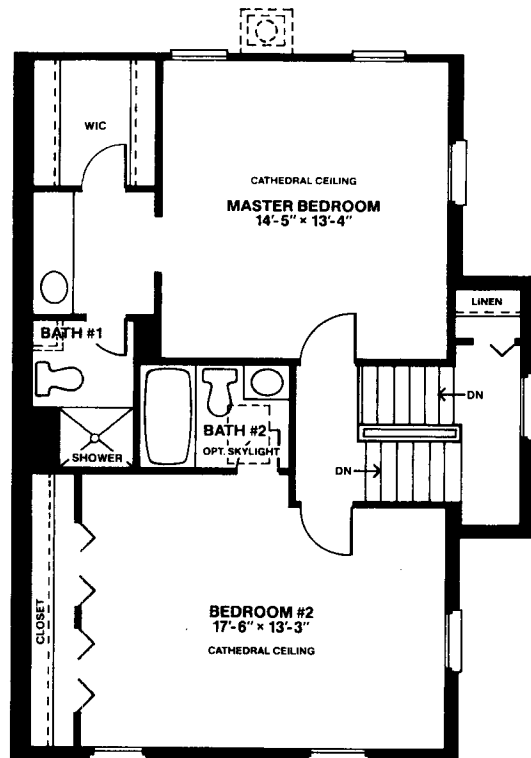 WIC
CATHEDRAL CEILING
MASTER BEDROOM
14'-5" × 13'-4"
LINEN
BATH #1
DN
BATH #2
OPT. SKYLIGHT
SHOWER
DN
CLOSET
BEDROOM #2
17'-6" × 13'-3"
CATHEDRAL CEILING